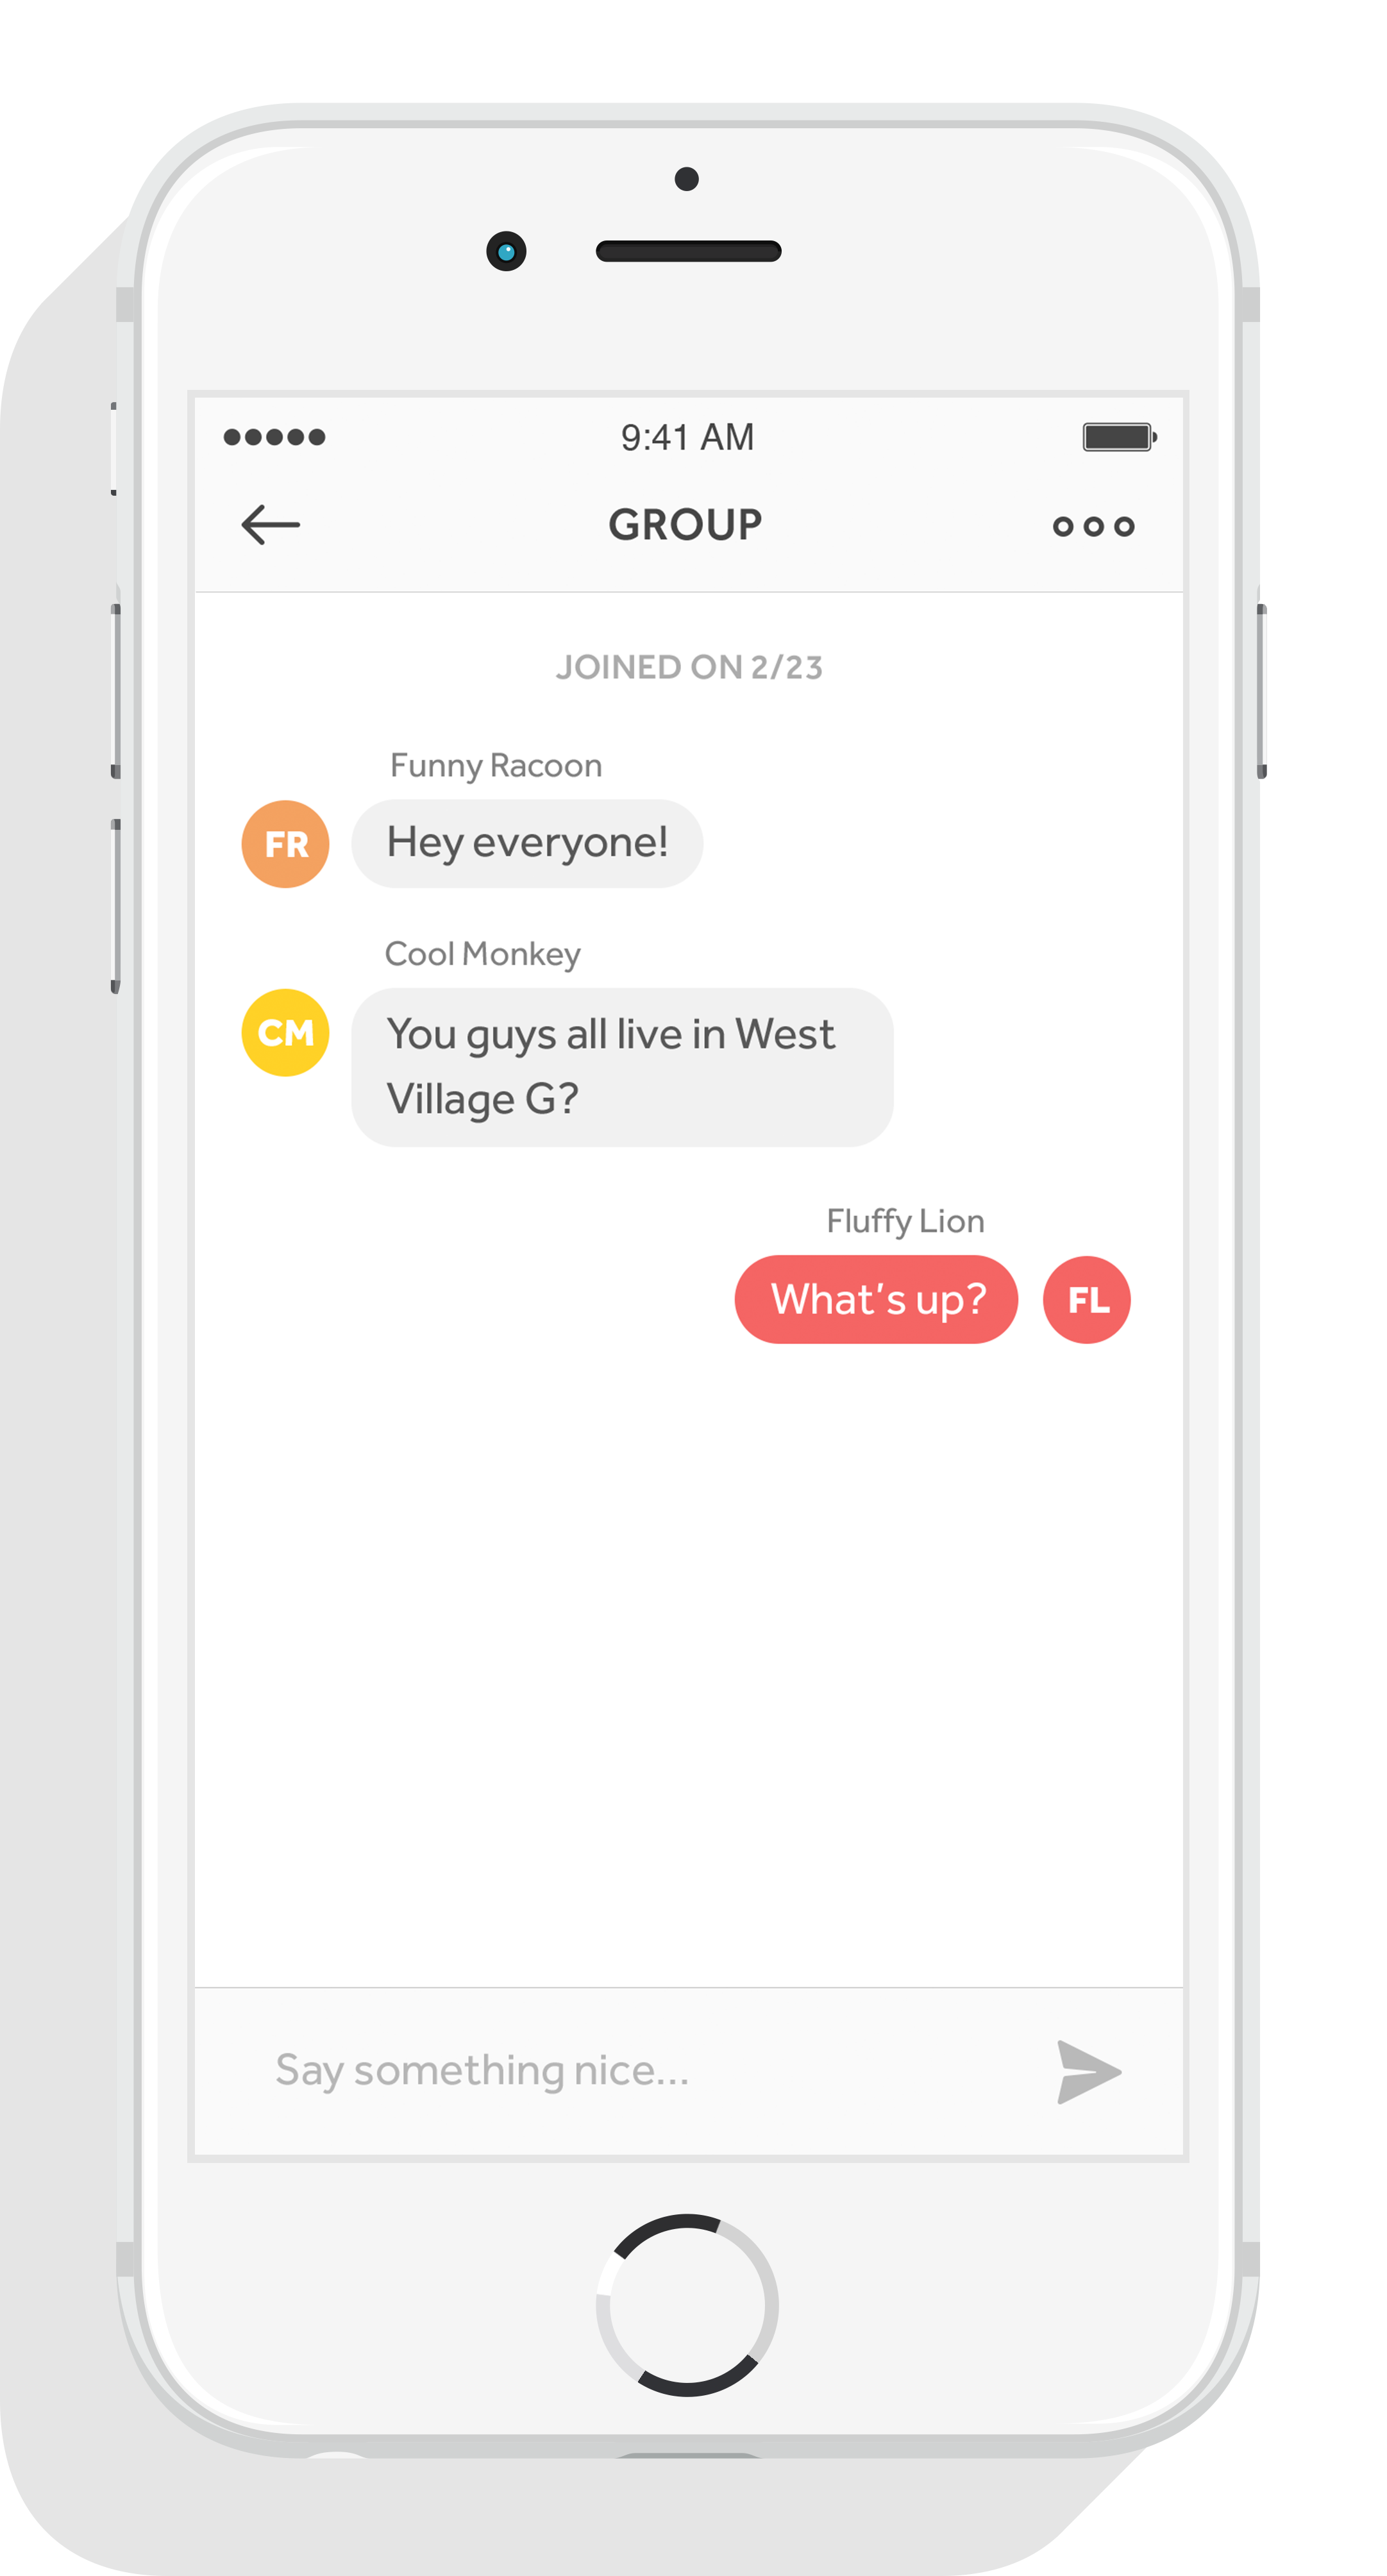 9:41 AM
GROUP
JOINED ON 2/23
Funny Racoon
FR
Hey everyone!
Cool Monkey
CM
You guys all live in West
Village G?
Fluffy Lion
What's up?
FL
Say something nice...